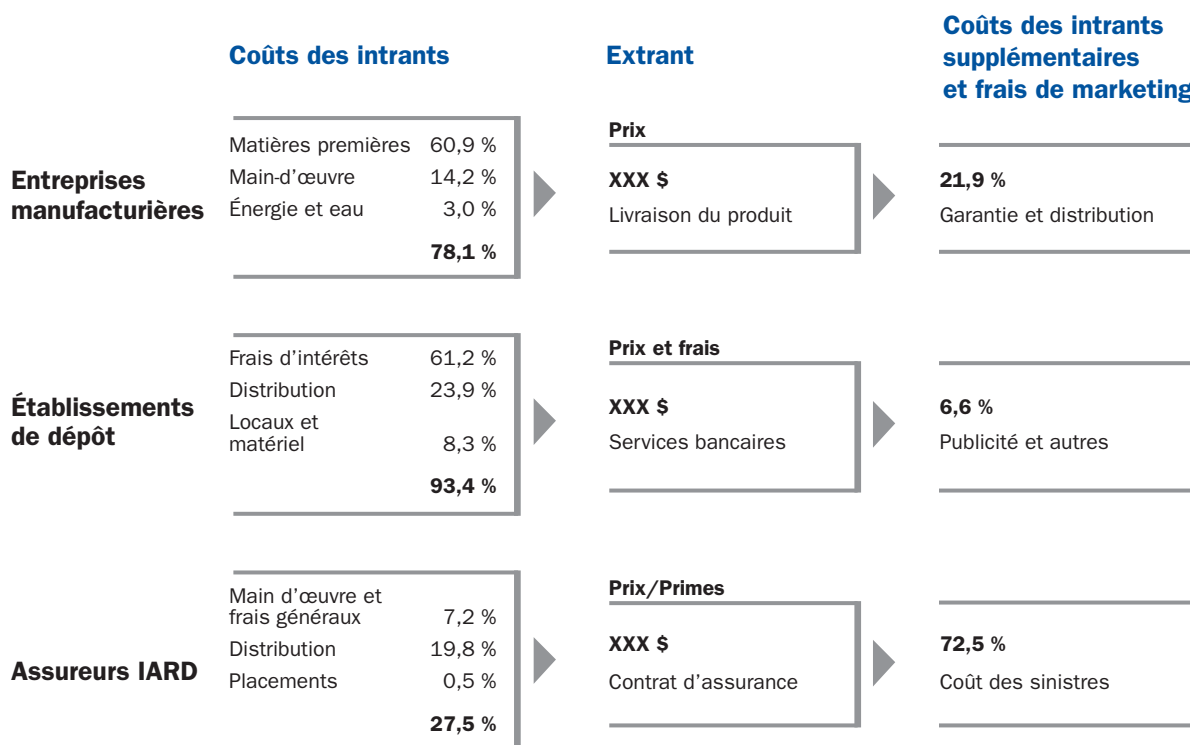 Coûts des intrants
Extrant
Coûts des intrants
supplémentaires
et frais de marketing
Entreprises
manufacturières
Matières premières 60,9 %
Main-d’œuvre 14,2 %
Énergie et eau 3,0 %
78,1 %
Prix
XXX $
Livraison du produit
21,9 %
Garantie et distribution
Établissements
de dépôt
Frais d’intérêts 61,2 %
Distribution 23,9 %
Locaux et
matériel 8,3 %
93,4 %
Prix et frais
XXX $
Services bancaires
6,6 %
Publicité et autres
Assureurs IARD
Main d’œuvre et
frais généraux 7,2 %
Distribution 19,8 %
Placements 0,5 %
27,5 %
Prix/Primes
XXX $
Contrat d’assurance
72,5 %
Coût des sinistres